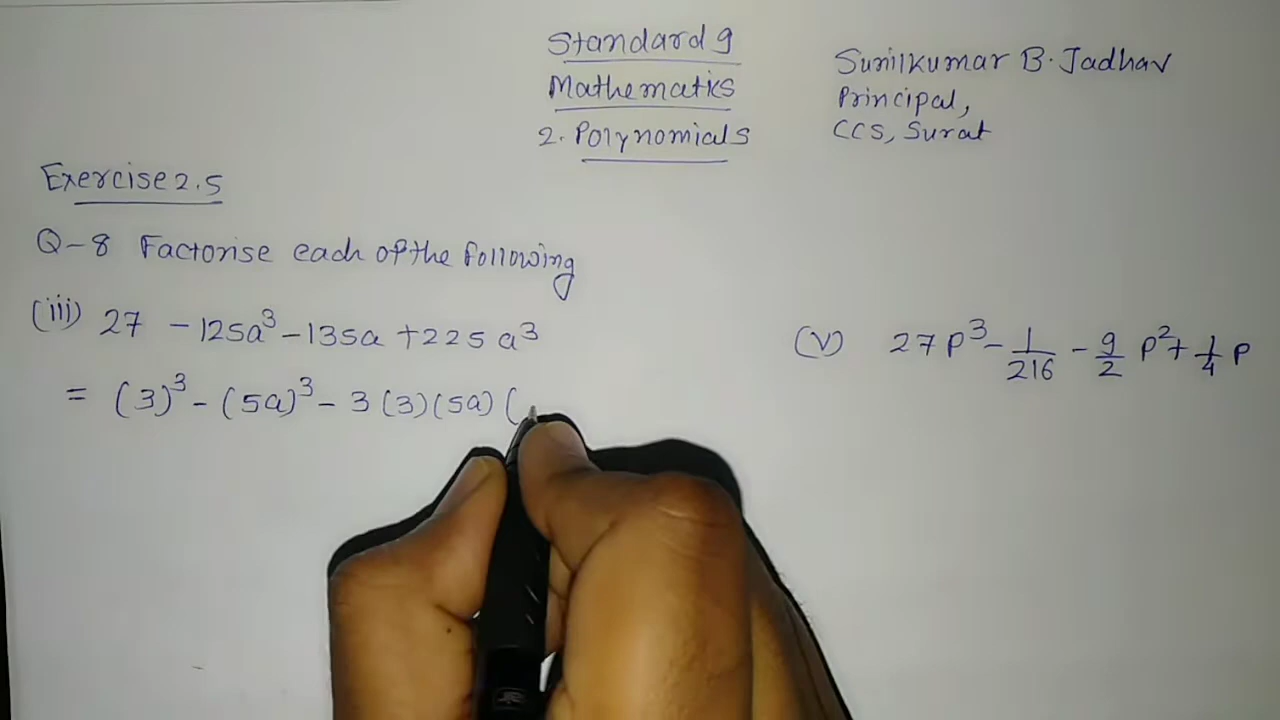 Standard 9
Mathematics
2. Polynomials
Sunilkumar B. Jadhav
Principal,
CCS, Surat
Exercise 2.5
Q-8 Factorise each of the following
(iii) 27 - 125a³ - 135a + 225a³
= (3)³ - (5a)³ - 3(3)(5a)(
(v) 27p³ - 1/216 - 9/2 p² + 1/4 p